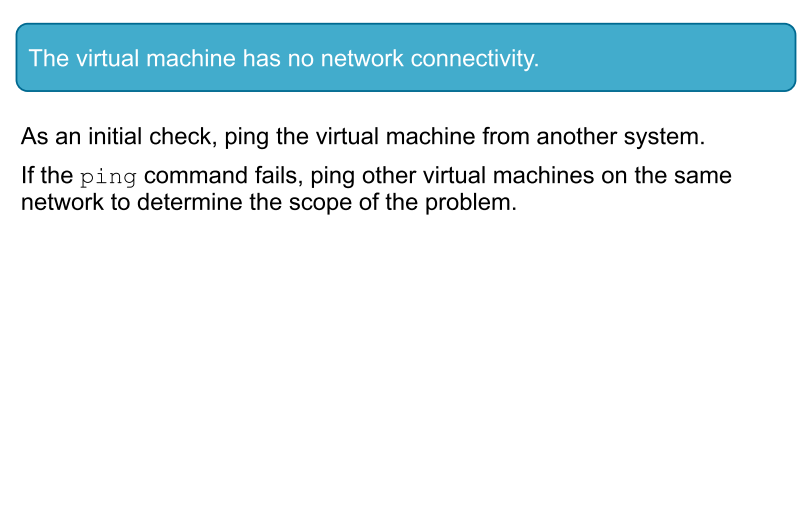 The virtual machine has no network connectivity.
As an initial check, ping the virtual machine from another system.
If the ping command fails, ping other virtual machines on the same
network to determine the scope of the problem.